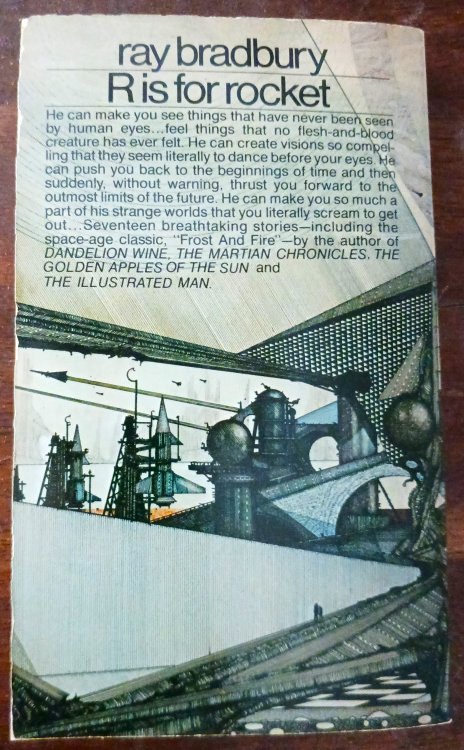 ray bradbury
R is for rocket
He can make you see things that have never been seen
by human eyes...feel things that no flesh-and-blood
creature has ever felt. He can create visions so compel-
ling that they seem literally to dance before your eyes. He
can push you back to the beginnings of time and then
suddenly, without warning, thrust you forward to the
outmost limits of the future. He can make you so much a
part of his strange worlds that you literally scream to get
out...Seventeen breathtaking stories—including the
space-age classic, "Frost And Fire"—by the author of
DANDELION WINE, THE MARTIAN CHRONICLES, THE
GOLDEN APPLES OF THE SUN and
THE ILLUSTRATED MAN.